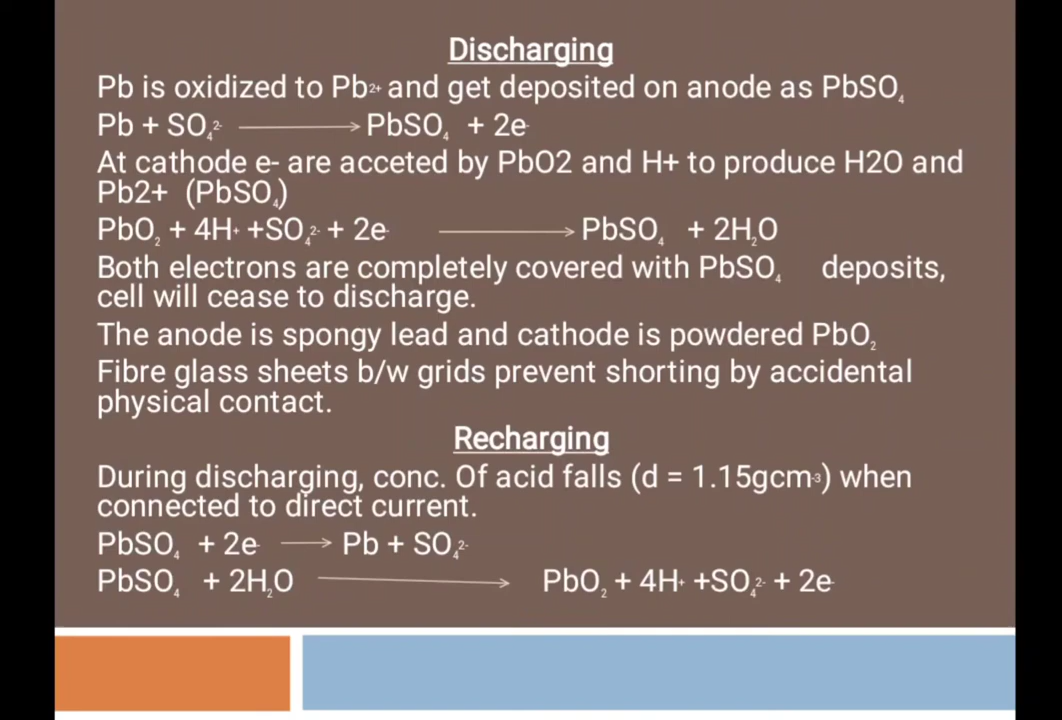 Discharging
Pb is oxidized to Pb²⁺ and get deposited on anode as PbSO₄
Pb + SO₄²⁻ ⟶ PbSO₄ + 2e⁻
At cathode e- are acceted by PbO2 and H+ to produce H2O and
Pb2+ (PbSO₄)
PbO₂ + 4H⁺ +SO₄²⁻ + 2e⁻ ⟶ PbSO₄ + 2H₂O
Both electrons are completely covered with PbSO₄ deposits,
cell will cease to discharge.
The anode is spongy lead and cathode is powdered PbO₂
Fibre glass sheets b/w grids prevent shorting by accidental
physical contact.
Recharging
During discharging, conc. Of acid falls (d = 1.15gcm⁻³) when
connected to direct current.
PbSO₄ + 2e⁻ ⟶ Pb + SO₄²⁻
PbSO₄ + 2H₂O ⟶ PbO₂ + 4H⁺ +SO₄²⁻ + 2e⁻